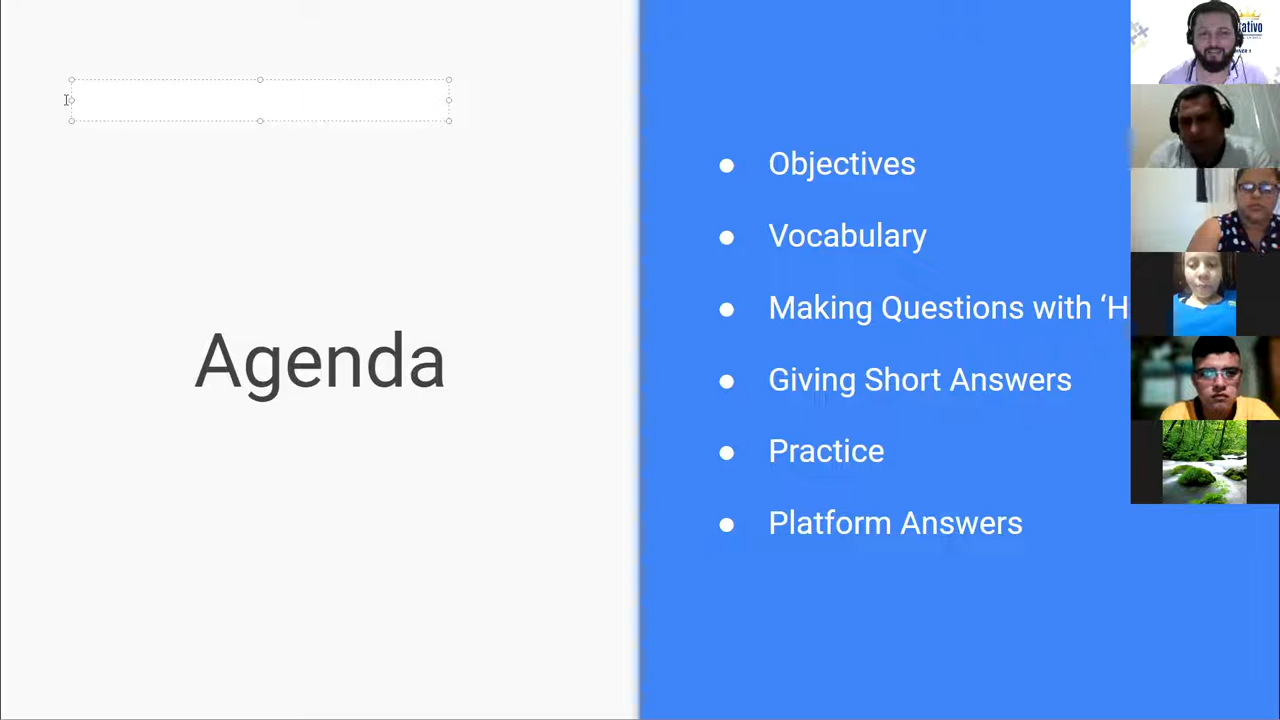 Agenda
Objectives
Vocabulary
Making Questions with ‘H
Giving Short Answers
Practice
Platform Answers